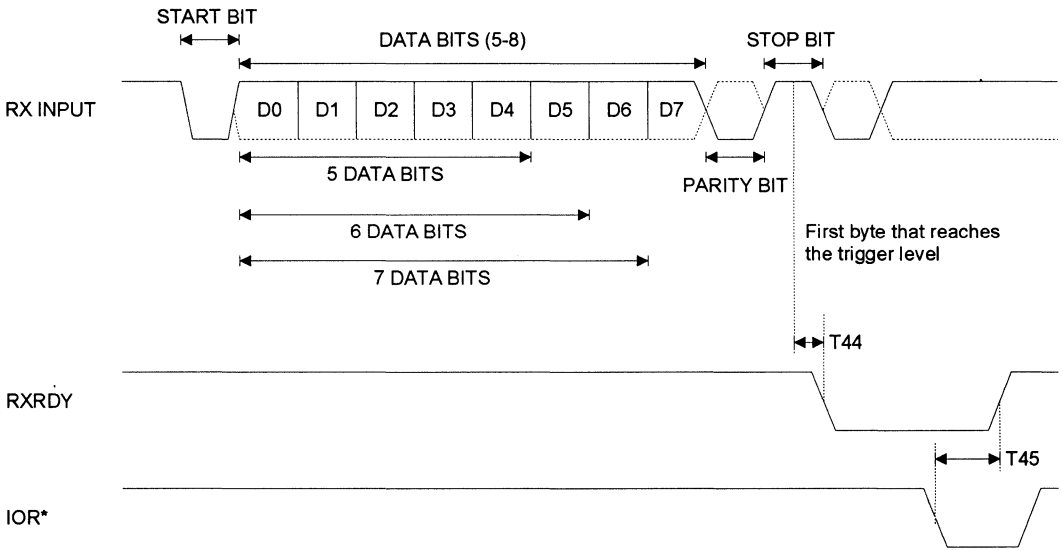 START BIT
DATA BITS (5-8)
STOP BIT
RX INPUT
D0 D1 D2 D3 D4 D5 D6 D7
5 DATA BITS
PARITY BIT
6 DATA BITS
First byte that reaches
the trigger level
7 DATA BITS
T44
RXRDY
T45
IOR*